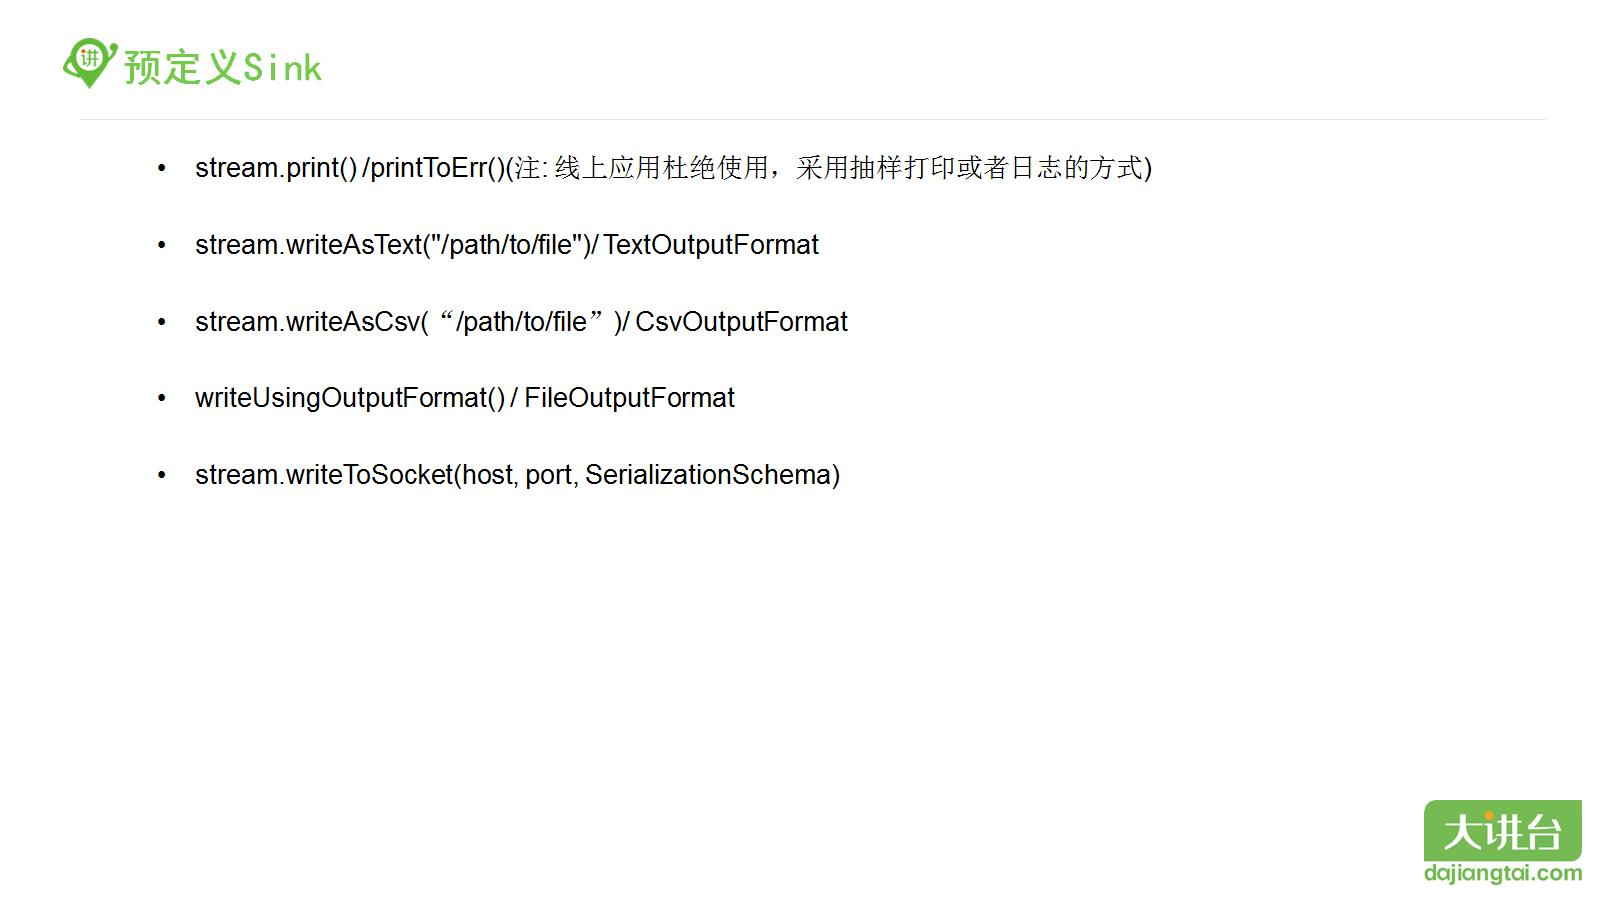 讲
预定义Sink
• stream.print() /printToErr()(注: 线上应用杜绝使用，采用抽样打印或者日志的方式)
• stream.writeAsText("/path/to/file")/ TextOutputFormat
• stream.writeAsCsv(“/path/to/file”)/ CsvOutputFormat
• writeUsingOutputFormat() / FileOutputFormat
• stream.writeToSocket(host, port, SerializationSchema)
大讲台
dajiangtai.com